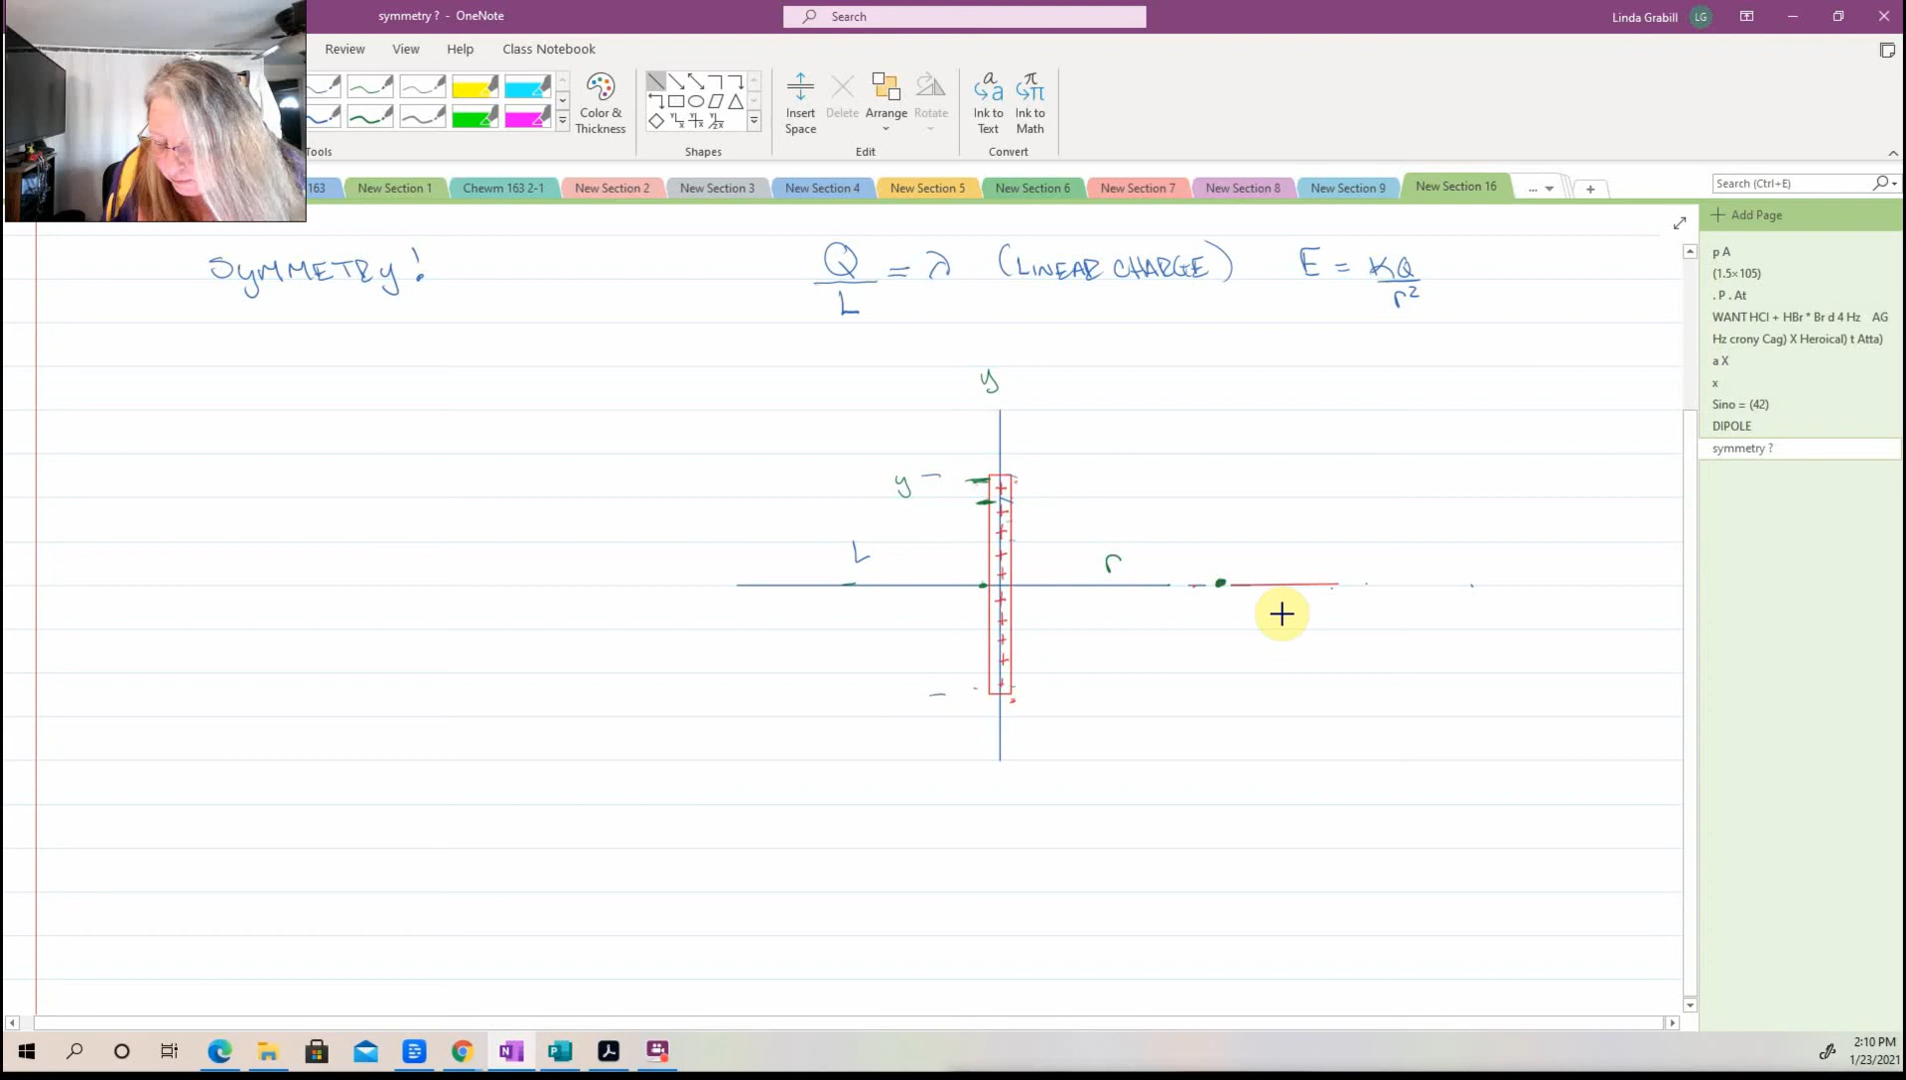 symmetry ? - OneNote
Search
Linda Grabill LG
Review View Help Class Notebook
Color & Thickness
Insert Space
Delete
Arrange
Rotate
Ink to Text
Ink to Math
Tools
Shapes
Edit
Convert
163 New Section 1 Chewm 163 2-1 New Section 2 New Section 3 New Section 4 New Section 5 New Section 6 New Section 7 New Section 8 New Section 9 New Section 16 ...
Search (Ctrl+E)
Add Page
p A
(1.5×105)
. P . At
WANT HCl + HBr * Br d 4 Hz AG
Hz crony Cag) X Heroical) t Atta)
a X
x
Sino = (42)
DIPOLE
symmetry ?
SYMMETRY!
Q/L = λ (LINEAR CHARGE) E = KQ/r²
y
y
L
r
+
+
+
+
+
+
+
+
+
+
2:10 PM
1/23/2021